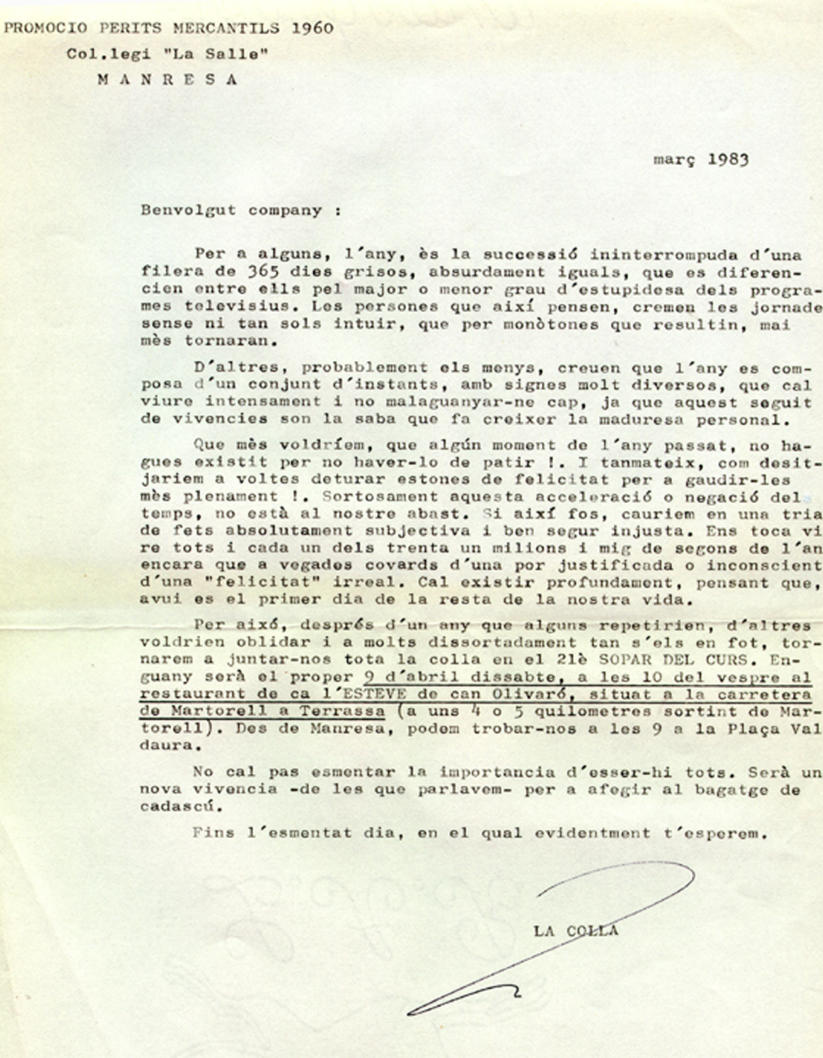 PROMOCIO PERITS MERCANTILS 1960
Col.legi "La Salle"
M A N R E S A
març 1983
Benvolgut company :
Per a alguns, l'any, ès la successió ininterrompuda d'una
filera de 365 dies grisos, absurdament iguals, que es diferen-
cien entre ells pel major o menor grau d'estupidesa dels progra-
mes televisius. Les persones que així pensen, cremen les jornade
sense ni tan sols intuir, que per monòtones que resultin, mai
mès tornaran.
D'altres, probablement els menys, creuen que l'any es com-
posa d'un conjunt d'instants, amb signes molt diversos, que cal
viure intensament i no malaguanyar-ne cap, ja que aquest seguit
de vivencies son la saba que fa creixer la maduresa personal.
Que mès voldríem, que algún moment de l'any passat, no ha-
gues existit per no haver-lo de patir !. I tanmateix, com desit-
jariem a voltes deturar estones de felicitat per a gaudir-les
mès plenament !. Sortosament aquesta acceleració o negació del
temps, no està al nostre abast. Si així fos, cauriem en una tria
de fets absolutament subjectiva i ben segur injusta. Ens toca vi
re tots i cada un dels trenta un milions i mig de segons de l'an
encara que a vegades covards d'una por justificada o inconscient
d'una "felicitat" irreal. Cal existir profundament, pensant que,
avui es el primer dia de la resta de la nostra vida.
Per aixó, després d'un any que alguns repetirien, d'altres
voldrien oblidar i a molts dissortadament tan s'els en fot, tor-
narem a juntar-nos tota la colla en el 21è SOPAR DEL CURS. En-
guany serà el proper 9 d'abril dissabte, a les 10 del vespre al
restaurant de ca l'ESTEVE de can Olivaró, situat a la carretera
de Martorell a Terrassa (a uns 4 o 5 quilometres sortint de Mar-
torell). Des de Manresa, podem trobar-nos a les 9 a la Plaça Val
daura.
No cal pas esmentar la importancia d'esser-hi tots. Serà un
nova vivencia -de les que parlavem- per a afegir al bagatge de
cadascú.
Fins l'esmentat dia, en el qual evidentment t'esperem.
LA COLLA